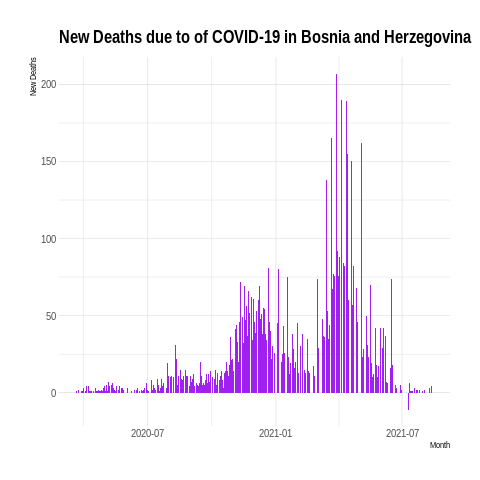 New Deaths due to of COVID-19 in Bosnia and Herzegovina
New Deaths
200
150
100
50
0
2020-07
2021-01
2021-07
Month